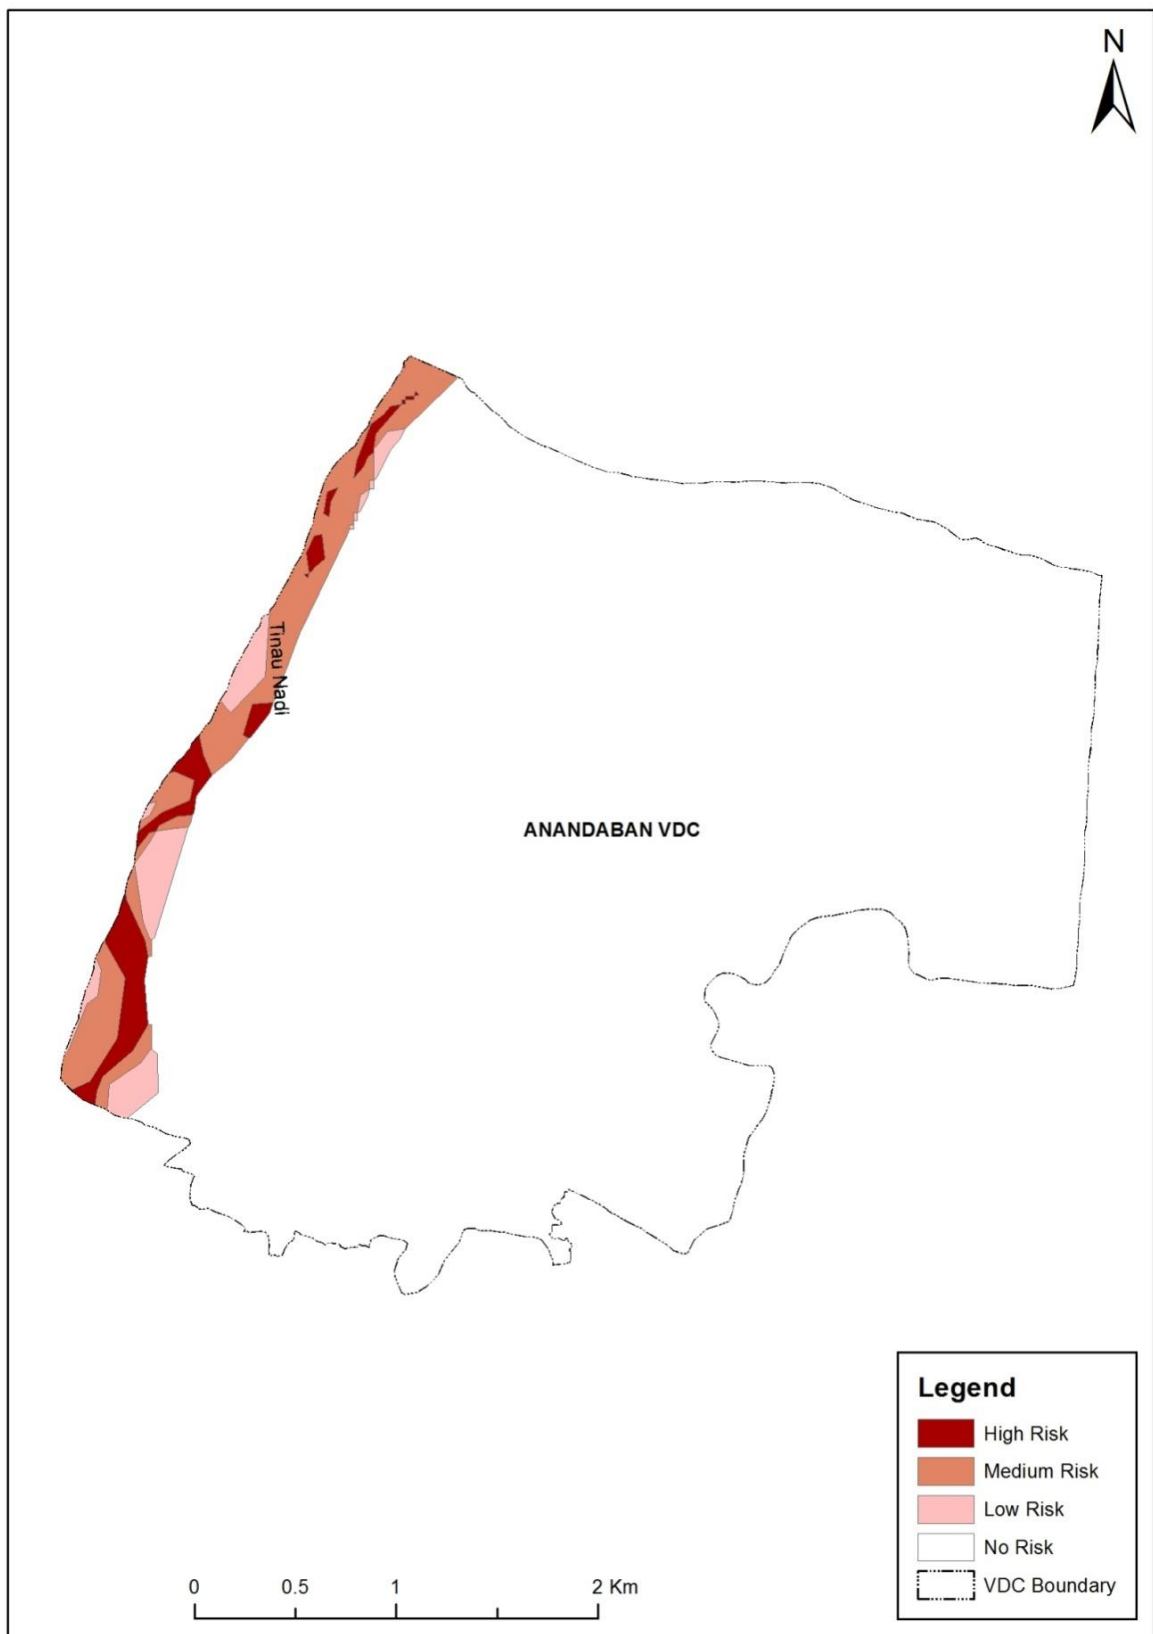 N
Tinau Nadi
ANANDABAN VDC
Legend
High Risk
Medium Risk
Low Risk
No Risk
VDC Boundary
0 0.5 1 2 Km